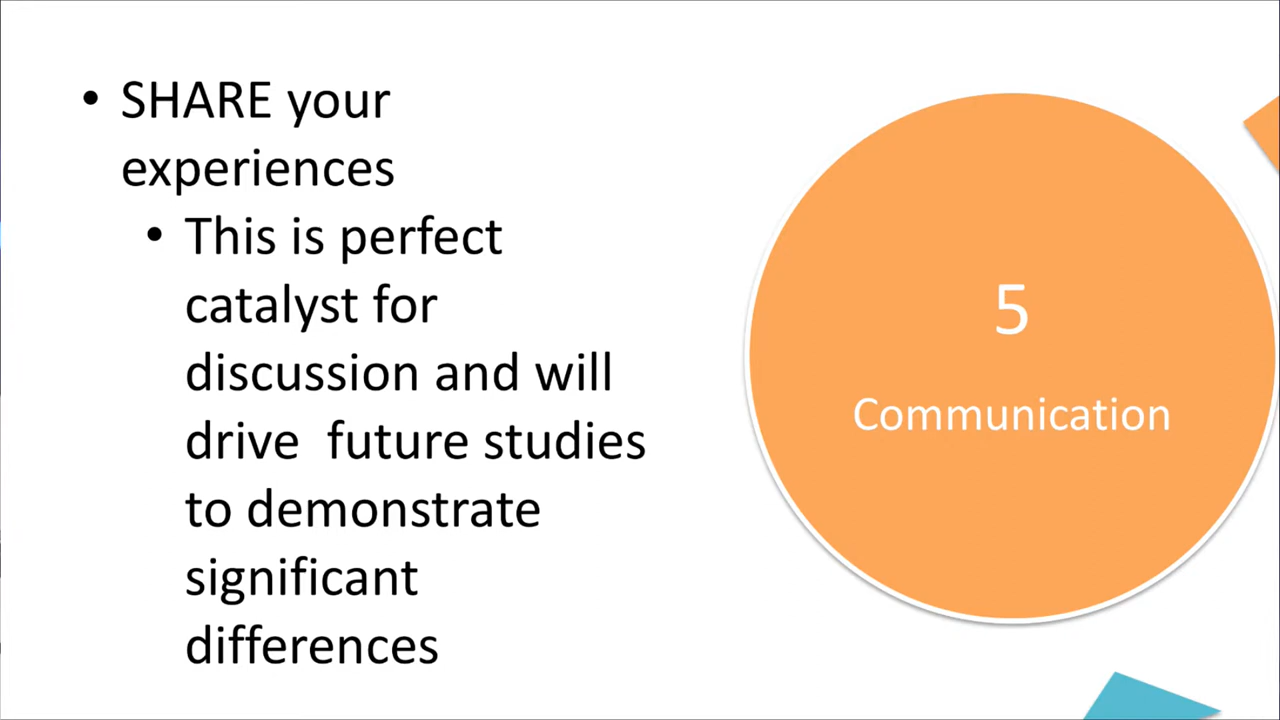 • SHARE your
experiences
• This is perfect
catalyst for
discussion and will
drive  future studies
to demonstrate
significant
differences
5
Communication